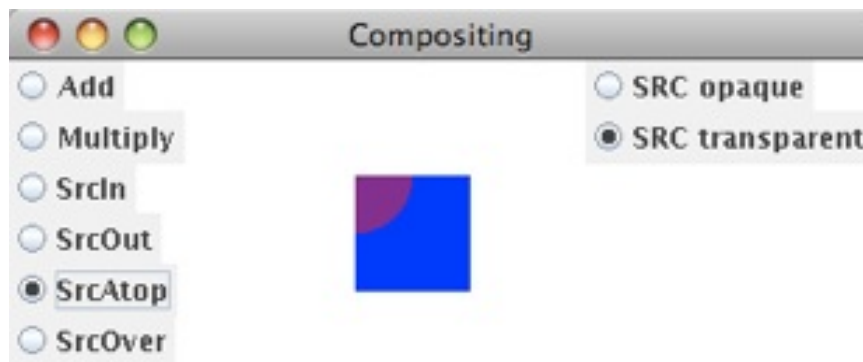 Compositing
Add
Multiply
SrcIn
SrcOut
SrcAtop
SrcOver
SRC opaque
SRC transparent